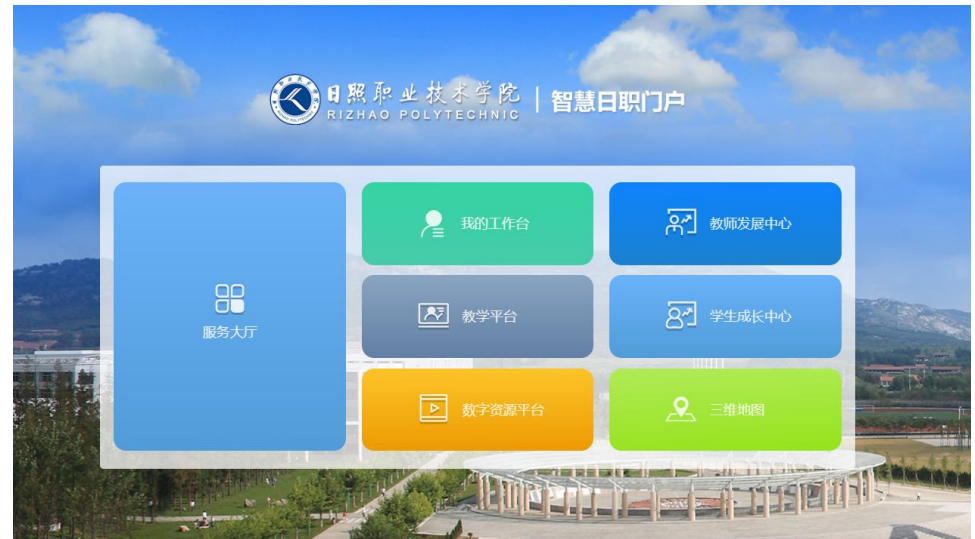 日照职业技术学院 | 智慧日职门户
RIZHAO POLYTECHNIC
服务大厅
我的工作台
教师发展中心
教学平台
学生成长中心
数字资源平台
三维地图